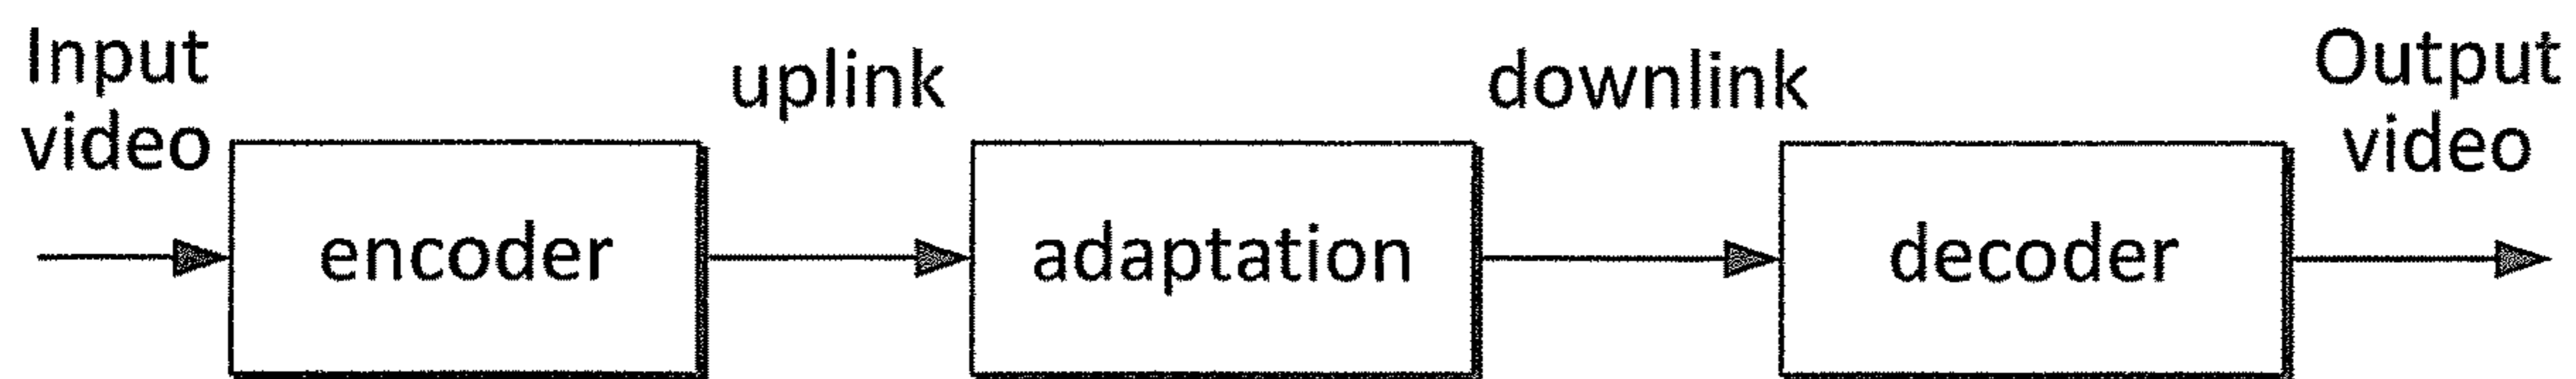 Input
video
encoder
uplink
adaptation
downlink
decoder
Output
video